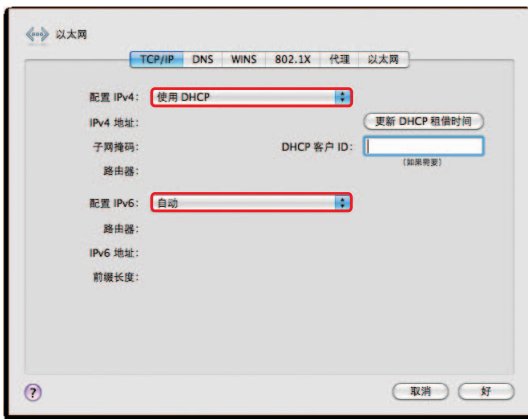 以太网
TCP/IP DNS WINS 802.1X 代理 以太网
配置 IPv4: 使用 DHCP
IPv4 地址: 更新 DHCP 租借时间
子网掩码: DHCP 客户 ID:
(如果需要)
路由器:
配置 IPv6: 自动
路由器:
IPv6 地址:
前缀长度:
? 取消 好